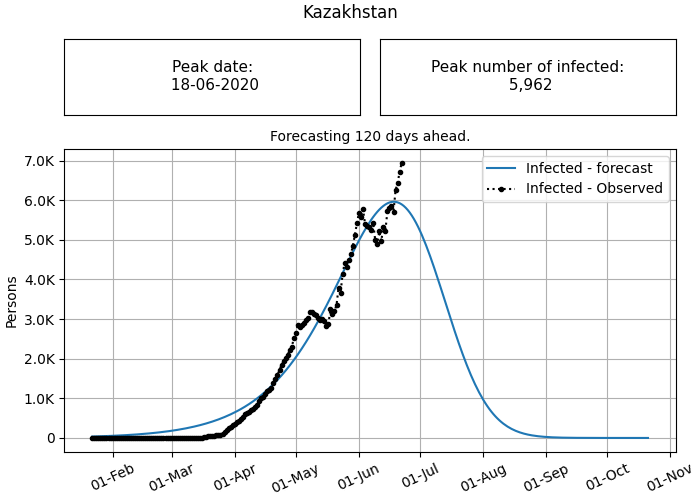 Kazakhstan
Peak date:
18-06-2020
Peak number of infected:
5,962
Forecasting 120 days ahead.
Infected - forecast
Infected - Observed
7.0K
6.0K
5.0K
4.0K
3.0K
2.0K
1.0K
0
Persons
01-Feb
01-Mar
01-Apr
01-May
01-Jun
01-Jul
01-Aug
01-Sep
01-Oct
01-Nov